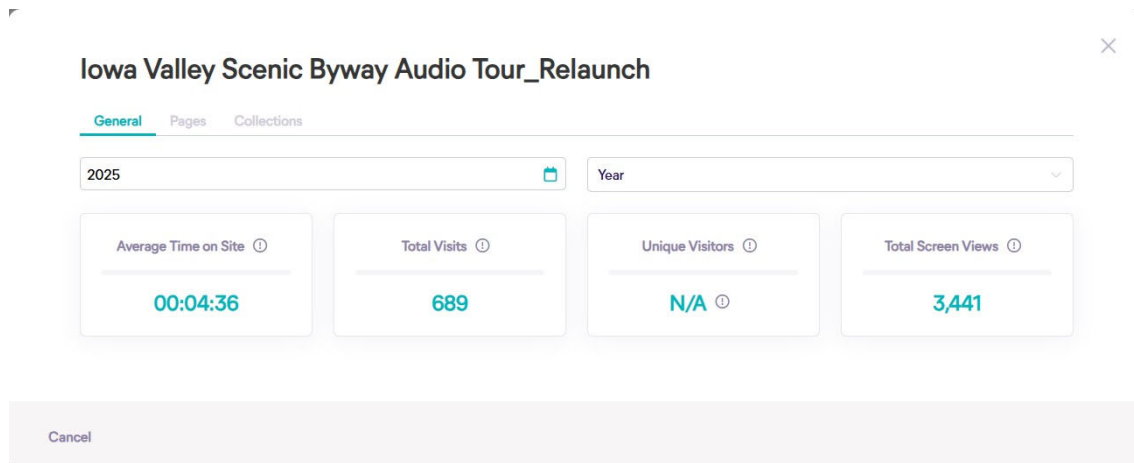 Iowa Valley Scenic Byway Audio Tour_Relaunch
General Pages Collections
2025 Year
Average Time on Site Total Visits Unique Visitors Total Screen Views
00:04:36 689 N/A 3,441
Cancel